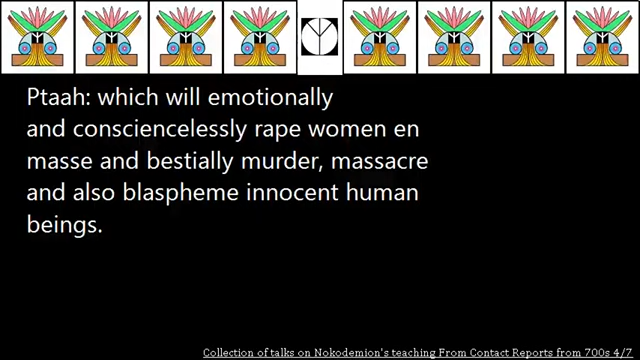 Ptaah: which will emotionally
and consciencelessly rape women en
masse and bestially murder, massacre
and also blaspheme innocent human
beings.
Collection of talks on Nokodemion's teaching From Contact Reports from 700s 4/7